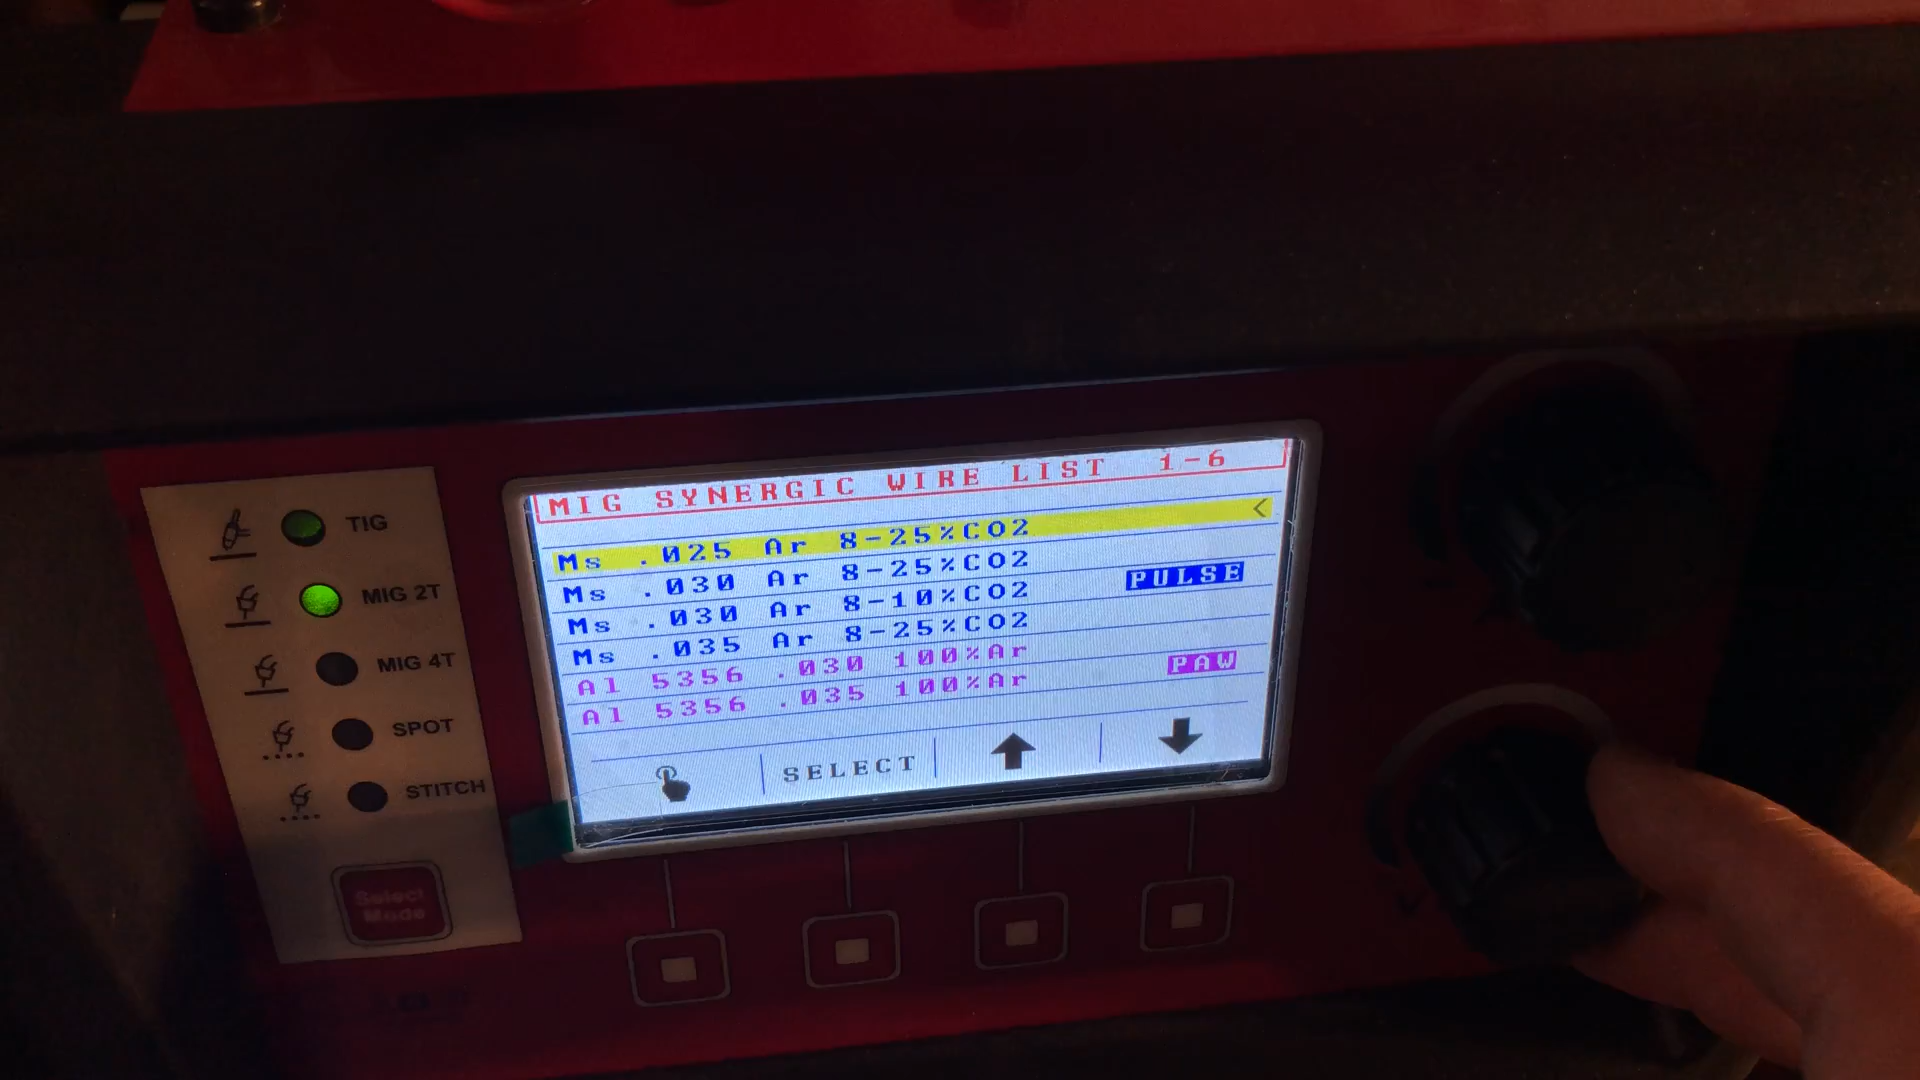 MIG SYNERGIC WIRE LIST 1-6
Ms .025 Ar 8-25%CO2 <
Ms .030 Ar 8-25%CO2
Ms .030 Ar 8-10%CO2 PULSE
Ms .035 Ar 8-25%CO2
Al 5356 .030 100%Ar
Al 5356 .035 100%Ar PAW
SELECT
TIG
MIG 2T
MIG 4T
SPOT
STITCH
Select
Mode
V